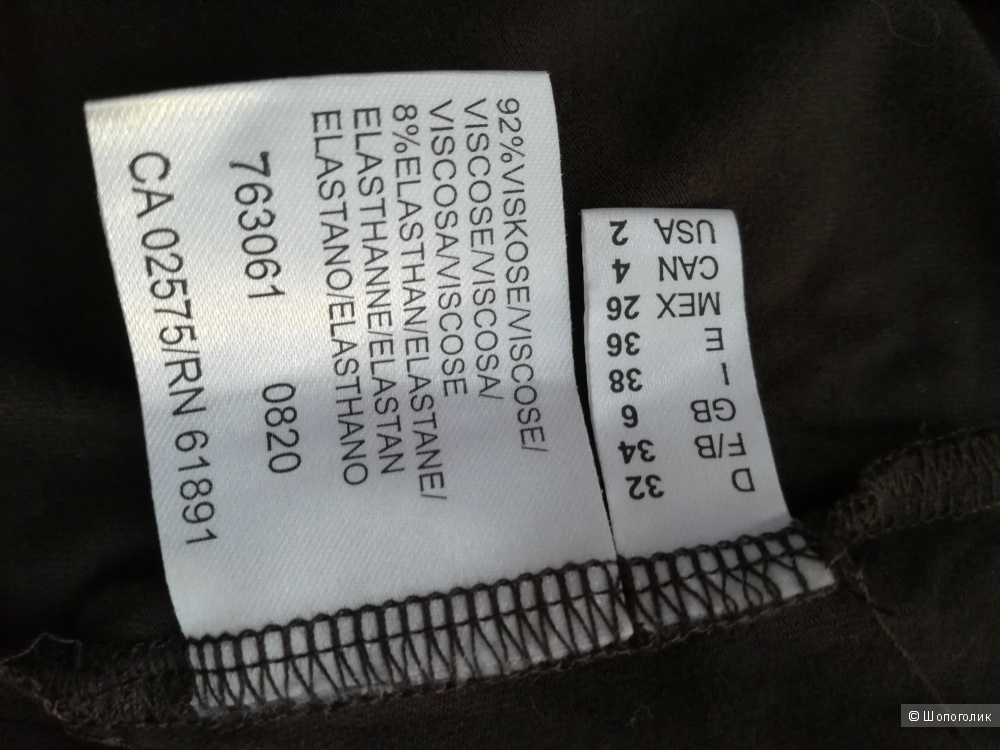 92%VISKOSE/VISCOSE/
VISCOSE/VISCOSA/
VISCOSA/VISCOSE
8%ELASTHAN/ELASTANE/
ELASTHANNE/ELASTAN
ELASTANO/ELASTHANO
763061 0820
CA 02575/RN 61891
D 32
F/B 34
GB 6
I 38
E 36
MEX 26
CAN 4
USA 2
© Шопоголик